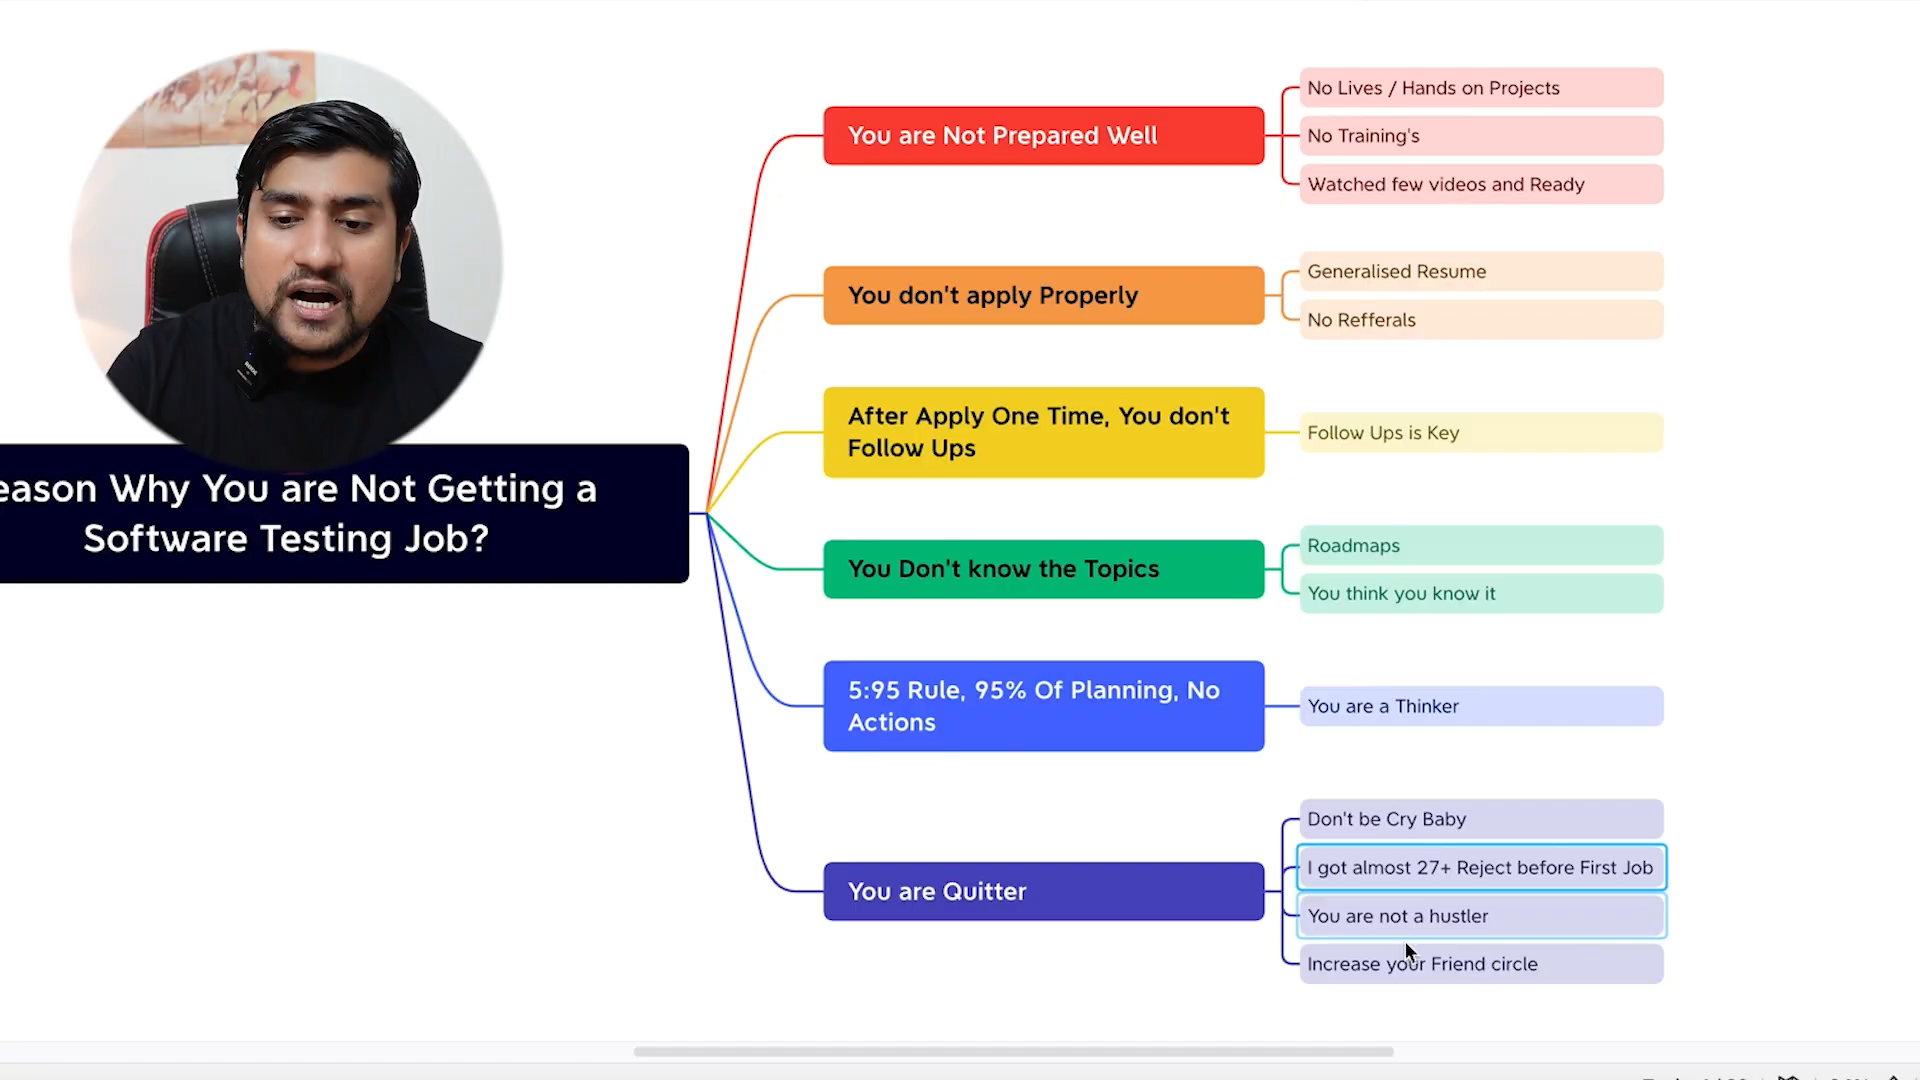 eason Why You are Not Getting a
Software Testing Job?
You are Not Prepared Well
No Lives / Hands on Projects
No Training's
Watched few videos and Ready
You don't apply Properly
Generalised Resume
No Refferals
After Apply One Time, You don't
Follow Ups
Follow Ups is Key
You Don't know the Topics
Roadmaps
You think you know it
5:95 Rule, 95% Of Planning, No
Actions
You are a Thinker
You are Quitter
Don't be Cry Baby
I got almost 27+ Reject before First Job
You are not a hustler
Increase your Friend circle